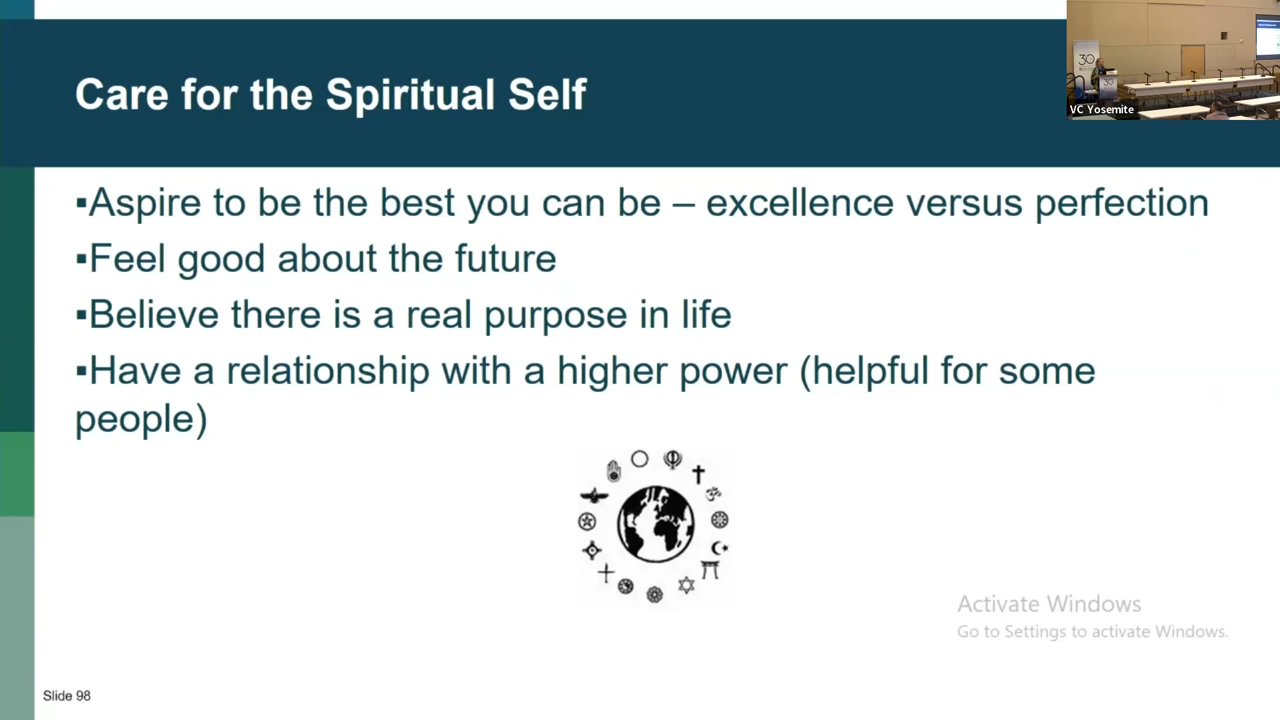 Care for the Spiritual Self
▪Aspire to be the best you can be – excellence versus perfection
▪Feel good about the future
▪Believe there is a real purpose in life
▪Have a relationship with a higher power (helpful for some
people)
30
30
VC Yosemite
Activate Windows
Go to Settings to activate Windows.
Slide 98